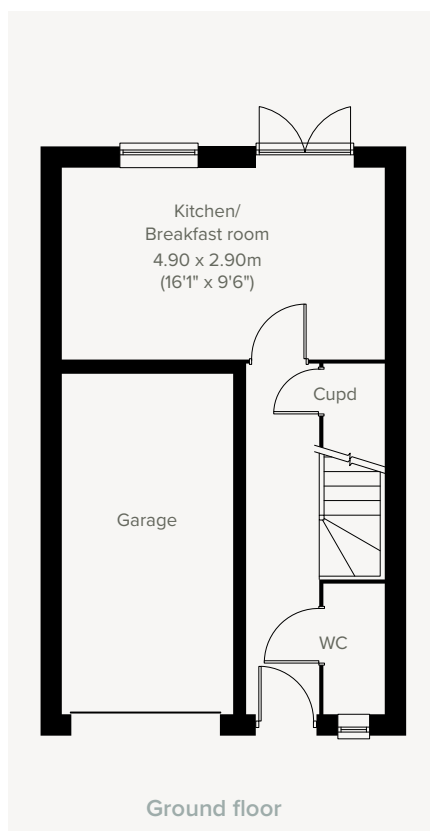 Kitchen/
Breakfast room
4.90 x 2.90m
(16'1" x 9'6")
Cupd
Garage
WC
Ground floor